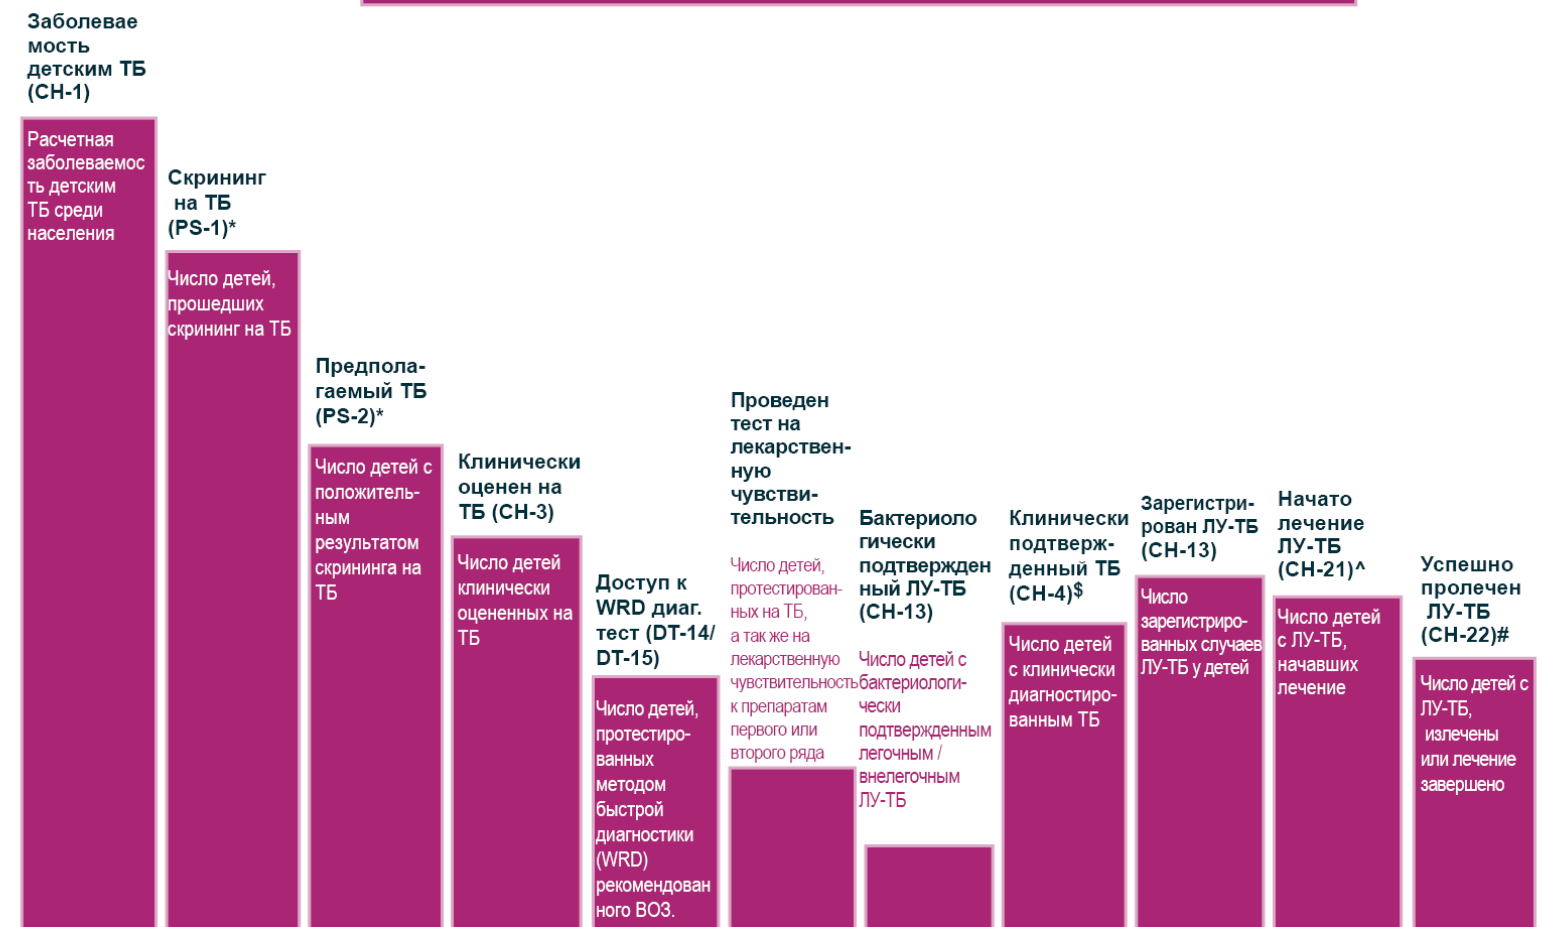 Заболевае
мость
детским ТБ
(CH-1)
Расчетная
заболеваемос
ть детским
ТБ среди
населения
Скрининг
на ТБ
(PS-1)*
Число детей,
прошедших
скрининг на ТБ
Предпола-
гаемый ТБ
(PS-2)*
Число детей с
положитель-
ным
результатом
скрининга на
ТБ
Клинически
оценен на
ТБ (CH-3)
Число детей
клинически
оцененных на
ТБ
Доступ к
WRD диаг.
тест (DT-14/
DT-15)
Число детей,
протестиро-
ванных
методом
быстрой
диагностики
(WRD)
рекомендован
ного ВОЗ.
Проведен
тест на
лекарствен-
ную
чувстви-
тельность
Число детей,
протестирован-
ных на ТБ,
а так же на
лекарственную
чувствительность
к препаратам
первого или
второго ряда
Бактериоло
гически
подтвержден
ный ЛУ-ТБ
(CH-13)
Число детей с
бактериологи-
чески
подтвержденным
легочным /
внелегочным
ЛУ-ТБ
Клинически
подтверж-
денный ТБ
(CH-4)$
Число детей
с клинически
диагностиро-
ванным ТБ
Зарегистри-
рован ЛУ-ТБ
(CH-13)
Число
зарегистриро-
ванных случаев
ЛУ-ТБ у детей
Начато
лечение
ЛУ-ТБ
(CH-21)^
Число детей
с ЛУ-ТБ,
начавших
лечение
Успешно
пролечен
ЛУ-ТБ
(CH-22)#
Число детей с
ЛУ-ТБ,
излечены
или лечение
завершено